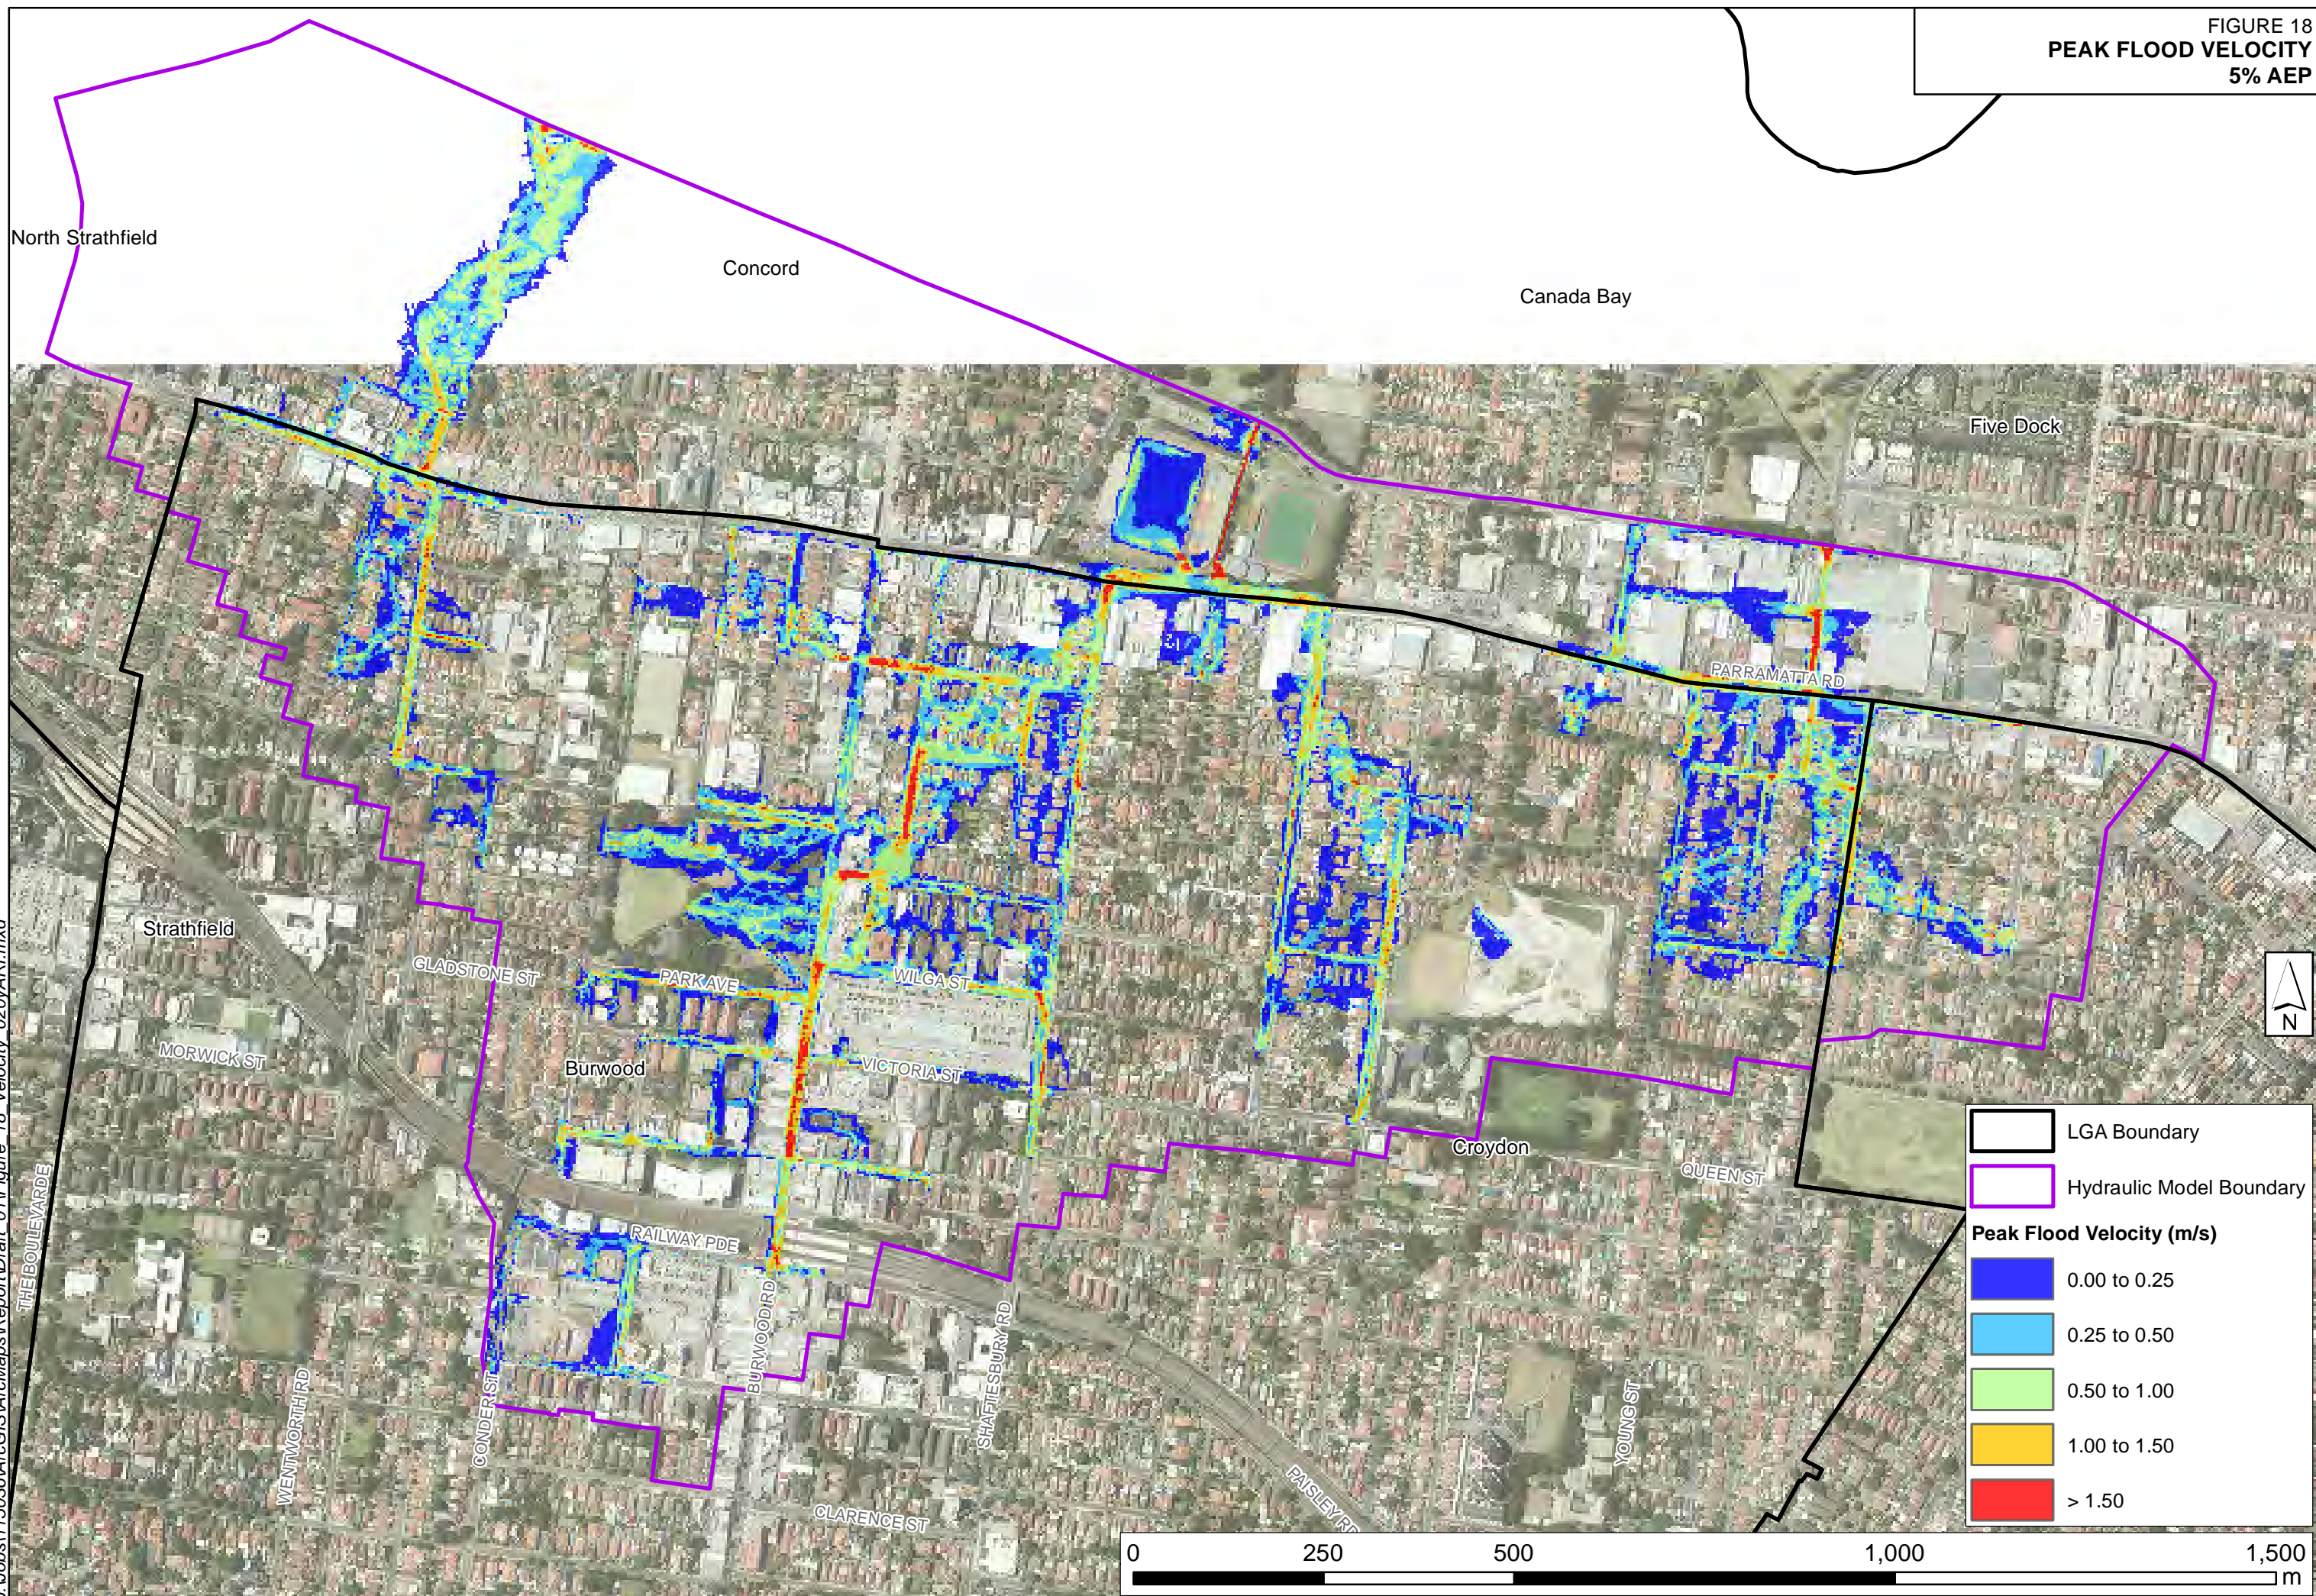 FIGURE 18
PEAK FLOOD VELOCITY
5% AEP
North Strathfield
Concord
Canada Bay
Five Dock
PARRAMATTA RD
Strathfield
GLADSTONE ST
PARK AVE
WILGA ST
MORWICK ST
Burwood
VICTORIA ST
Croydon
QUEEN ST
THE BOULEVARDE
RAILWAY PDE
BURWOOD RD
SHAFTESBURY RD
WENTWORTH RD
CONDER ST
YOUNG ST
PAISLEY RD
CLARENCE ST
N
LGA Boundary
Hydraulic Model Boundary
Peak Flood Velocity (m/s)
0.00 to 0.25
0.25 to 0.50
0.50 to 1.00
1.00 to 1.50
> 1.50
0 250 500 1,000 1,500
m